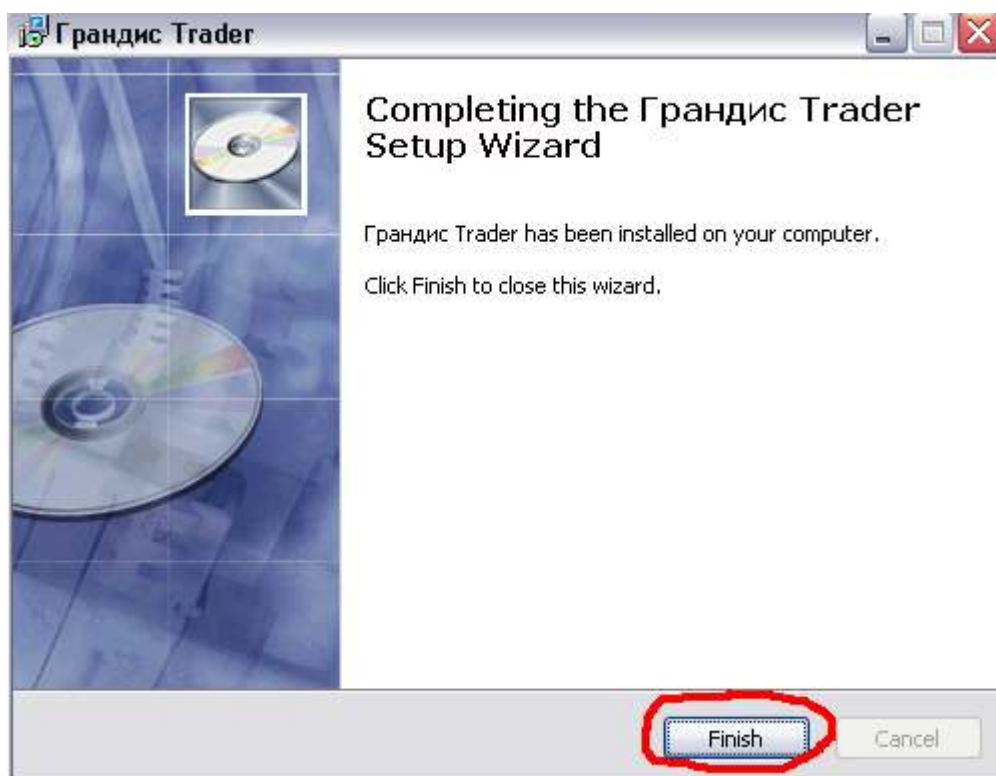 Грандис Trader
Completing the Грандис Trader
Setup Wizard
Грандис Trader has been installed on your computer.
Click Finish to close this wizard.
Finish
Cancel